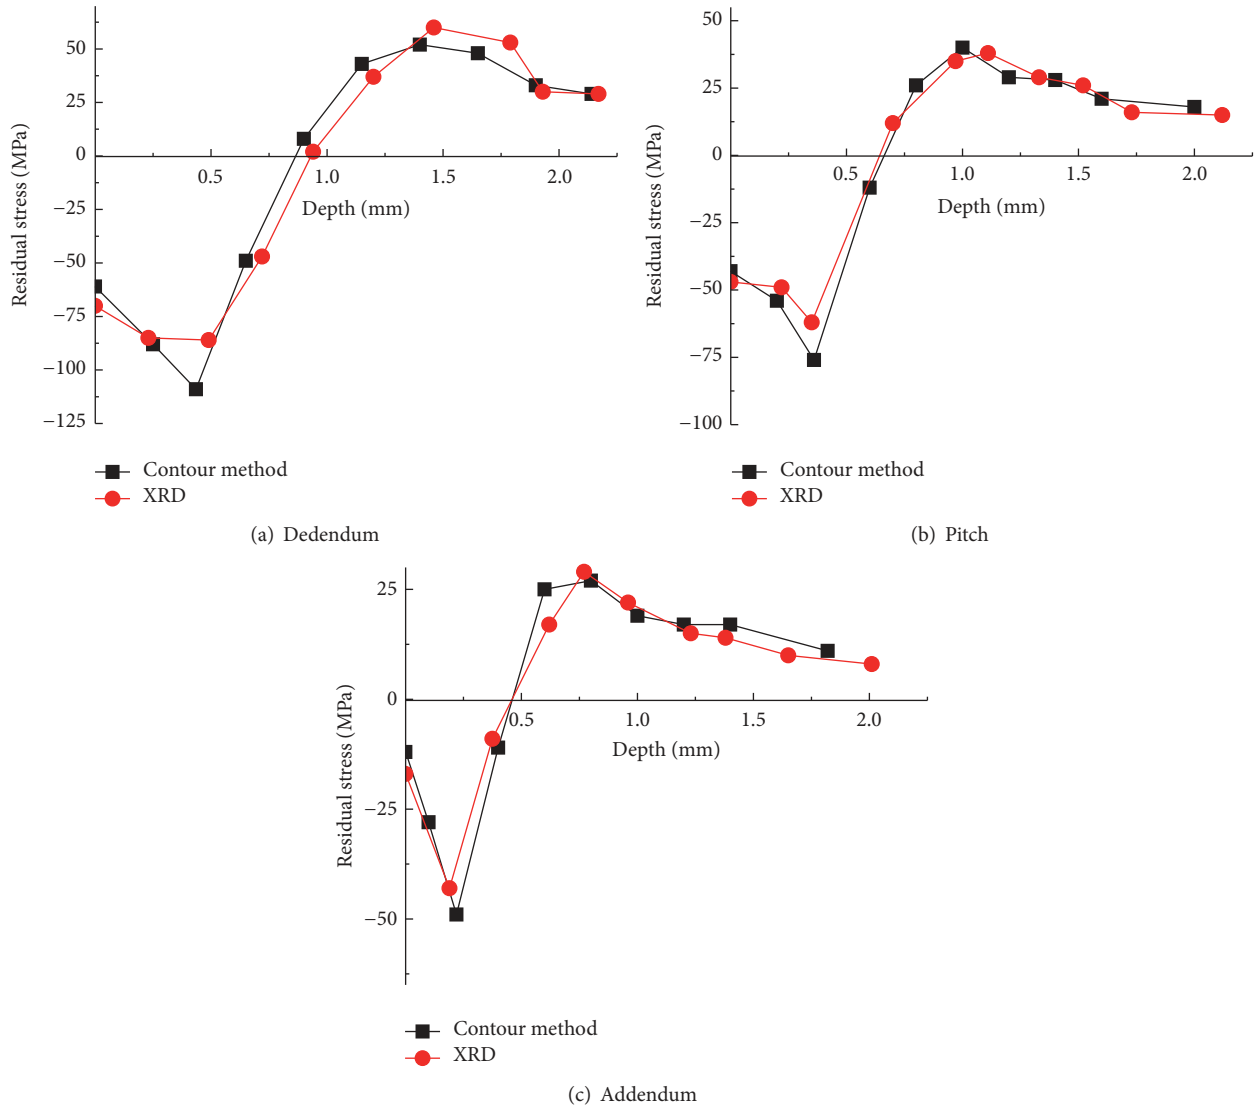 50
25
0
−25
−50
−75
−100
−125
0.5
1.0
1.5
2.0
Depth (mm)
Residual stress (MPa)
Contour method
XRD
(a) Dedendum
50
25
0
−25
−50
−75
−100
0.5
1.0
1.5
2.0
Depth (mm)
Residual stress (MPa)
Contour method
XRD
(b) Pitch
25
0
−25
−50
0.5
1.0
1.5
2.0
Depth (mm)
Residual stress (MPa)
Contour method
XRD
(c) Addendum